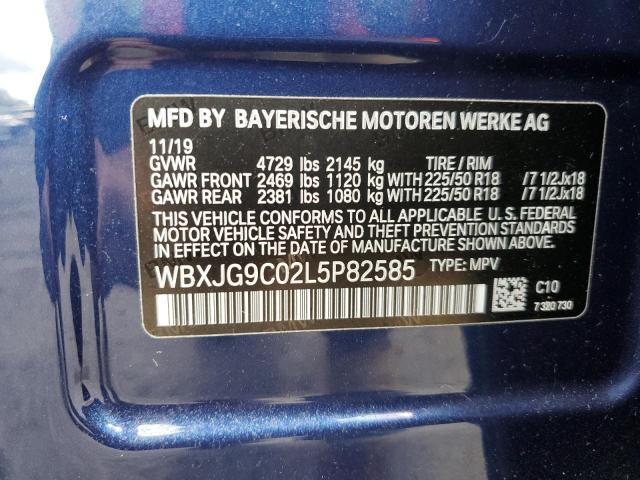 MFD BY BAYERISCHE MOTOREN WERKE AG
11/19
GVWR 4729 lbs 2145 kg TIRE / RIM
GAWR FRONT 2469 lbs 1120 kg WITH 225/50 R18 /7 1/2Jx18
GAWR REAR 2381 lbs 1080 kg WITH 225/50 R18 /7 1/2Jx18
THIS VEHICLE CONFORMS TO ALL APPLICABLE U. S. FEDERAL
MOTOR VEHICLE SAFETY AND THEFT PREVENTION STANDARDS
IN EFFECT ON THE DATE OF MANUFACTURE SHOWN ABOVE.
WBXJG9C02L5P82585 TYPE: MPV
C10
7 320 730